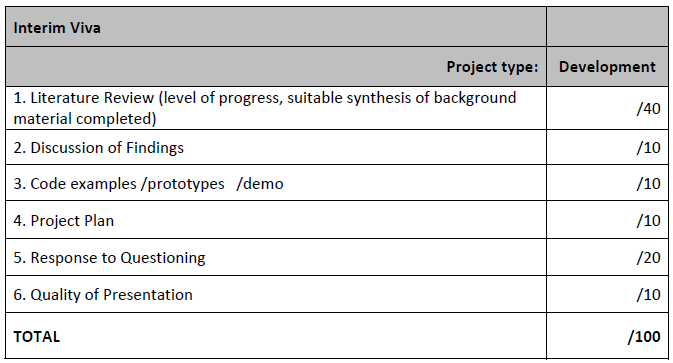 Interim Viva
Project type: Development
1. Literature Review (level of progress, suitable synthesis of background
material completed) /40
2. Discussion of Findings /10
3. Code examples /prototypes /demo /10
4. Project Plan /10
5. Response to Questioning /20
6. Quality of Presentation /10
TOTAL /100